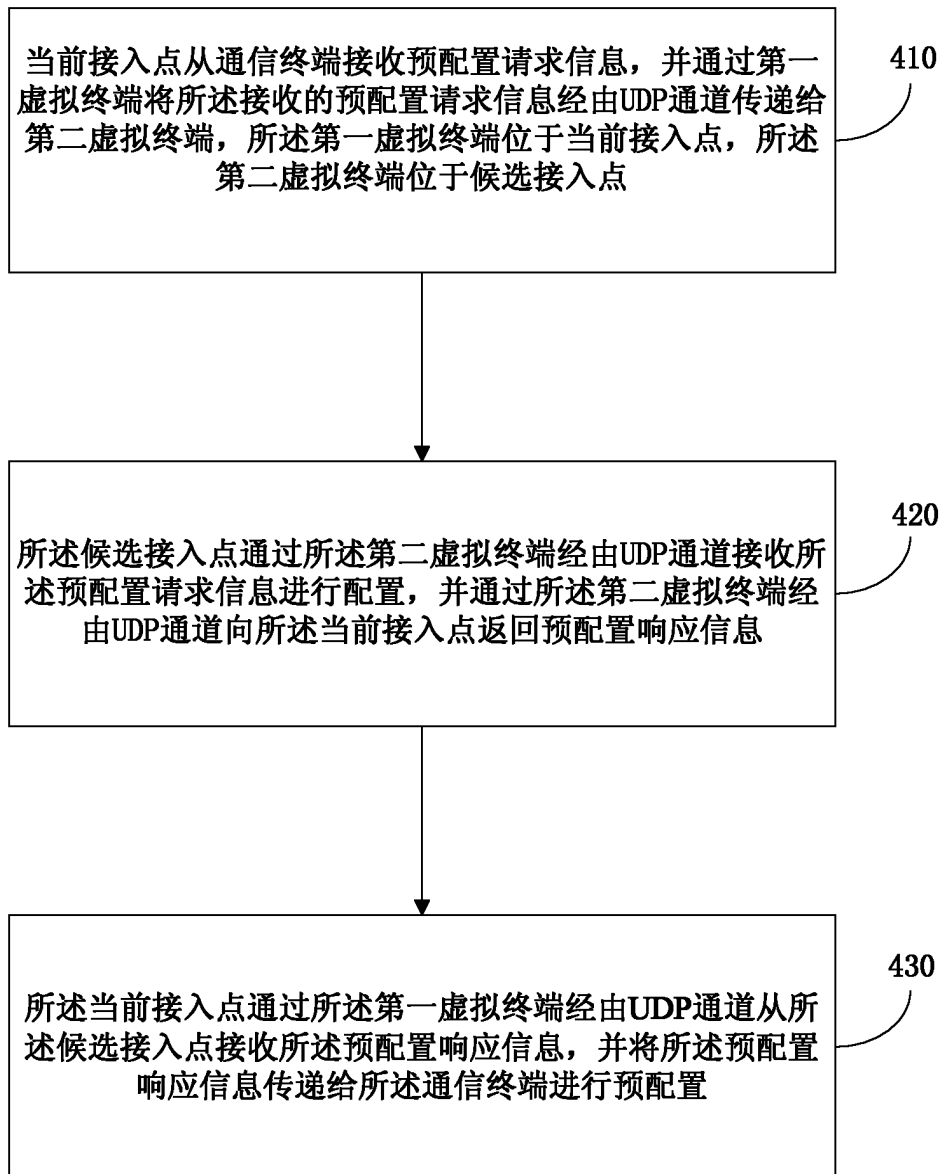 当前接入点从通信终端接收预配置请求信息，并通过第一
虚拟终端将所述接收的预配置请求信息经由UDP通道传递给
第二虚拟终端，所述第一虚拟终端位于当前接入点，所述
第二虚拟终端位于候选接入点
410
所述候选接入点通过所述第二虚拟终端经由UDP通道接收所
述预配置请求信息进行配置，并通过所述第二虚拟终端经
由UDP通道向所述当前接入点返回预配置响应信息
420
所述当前接入点通过所述第一虚拟终端经由UDP通道从所
述候选接入点接收所述预配置响应信息，并将所述预配置
响应信息传递给所述通信终端进行预配置
430